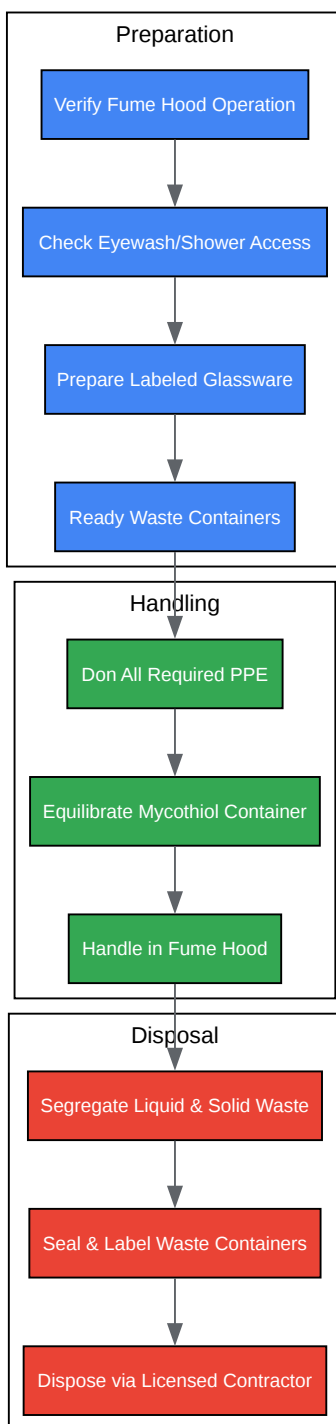 Preparation
Verify Fume Hood Operation
Check Eyewash/Shower Access
Prepare Labeled Glassware
Ready Waste Containers
Handling
Don All Required PPE
Equilibrate Mycothiol Container
Handle in Fume Hood
Disposal
Segregate Liquid & Solid Waste
Seal & Label Waste Containers
Dispose via Licensed Contractor